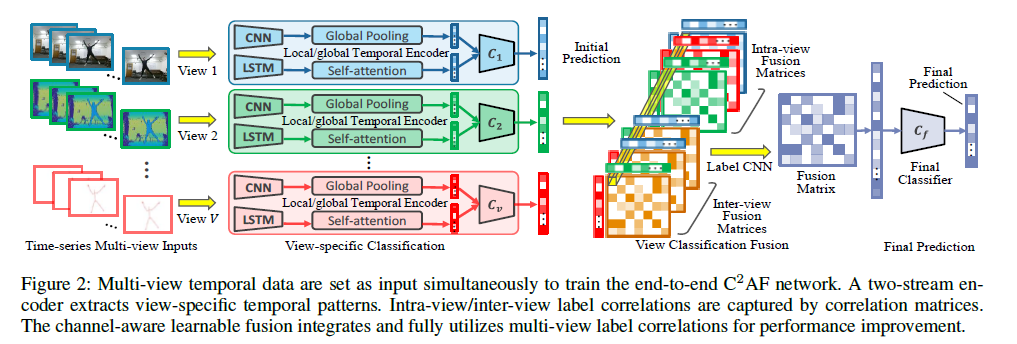 CNN
Global Pooling
Local/global Temporal Encoder
LSTM
Self-attention
C1
View 1
CNN
Global Pooling
Local/global Temporal Encoder
LSTM
Self-attention
C2
View 2
CNN
Global Pooling
Local/global Temporal Encoder
LSTM
Self-attention
Cv
View V
Initial
Prediction
Intra-view
Fusion
Matrices
Label CNN
Inter-view
Fusion
Matrices
Fusion
Matrix
Final
Prediction
Cf
Final
Classifier
Time-series Multi-view Inputs
View-specific Classification
View Classification Fusion
Final Prediction
Figure 2: Multi-view temporal data are set as input simultaneously to train the end-to-end C²AF network. A two-stream en-
coder extracts view-specific temporal patterns. Intra-view/inter-view label correlations are captured by correlation matrices.
The channel-aware learnable fusion integrates and fully utilizes multi-view label correlations for performance improvement.